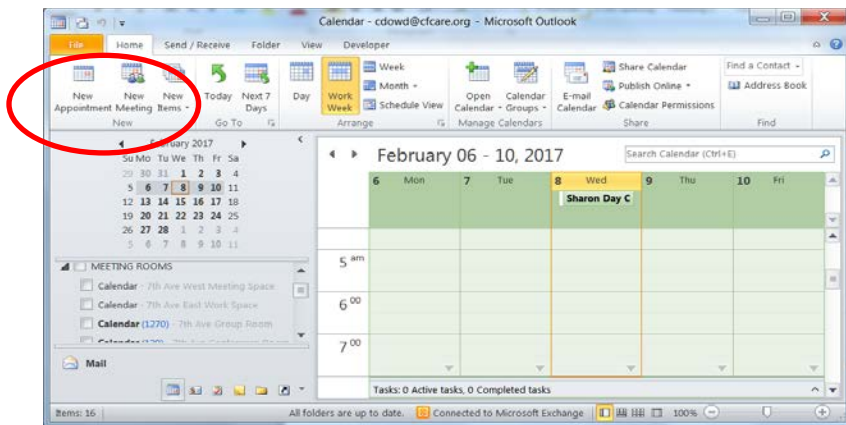 Calendar - cdowd@cfcare.org - Microsoft Outlook
File Home Send / Receive Folder View Developer
New Appointment
New Meeting
New Items
New
Today
Next 7 Days
Go To
Day
Work Week
Week
Month
Schedule View
Arrange
Open Calendar
Calendar Groups
Manage Calendars
E-mail Calendar
Share Calendar
Publish Online
Calendar Permissions
Share
Find a Contact
Address Book
Find
February 2017
Su Mo Tu We Th Fr Sa
29 30 31 1 2 3 4
5 6 7 8 9 10 11
12 13 14 15 16 17 18
19 20 21 22 23 24 25
26 27 28 1 2 3 4
5 6 7 8 9 10 11
MEETING ROOMS
Calendar - 7th Ave West Meeting Space
Calendar - 7th Ave East Work Space
Calendar (1270) - 7th Ave Group Room
Mail
February 06 - 10, 2017
Search Calendar (Ctrl+E)
6 Mon 7 Tue 8 Wed 9 Thu 10 Fri
Sharon Day C
5 am
6 00
7 00
Tasks: 0 Active tasks, 0 Completed tasks
Items: 16
All folders are up to date. Connected to Microsoft Exchange 100%